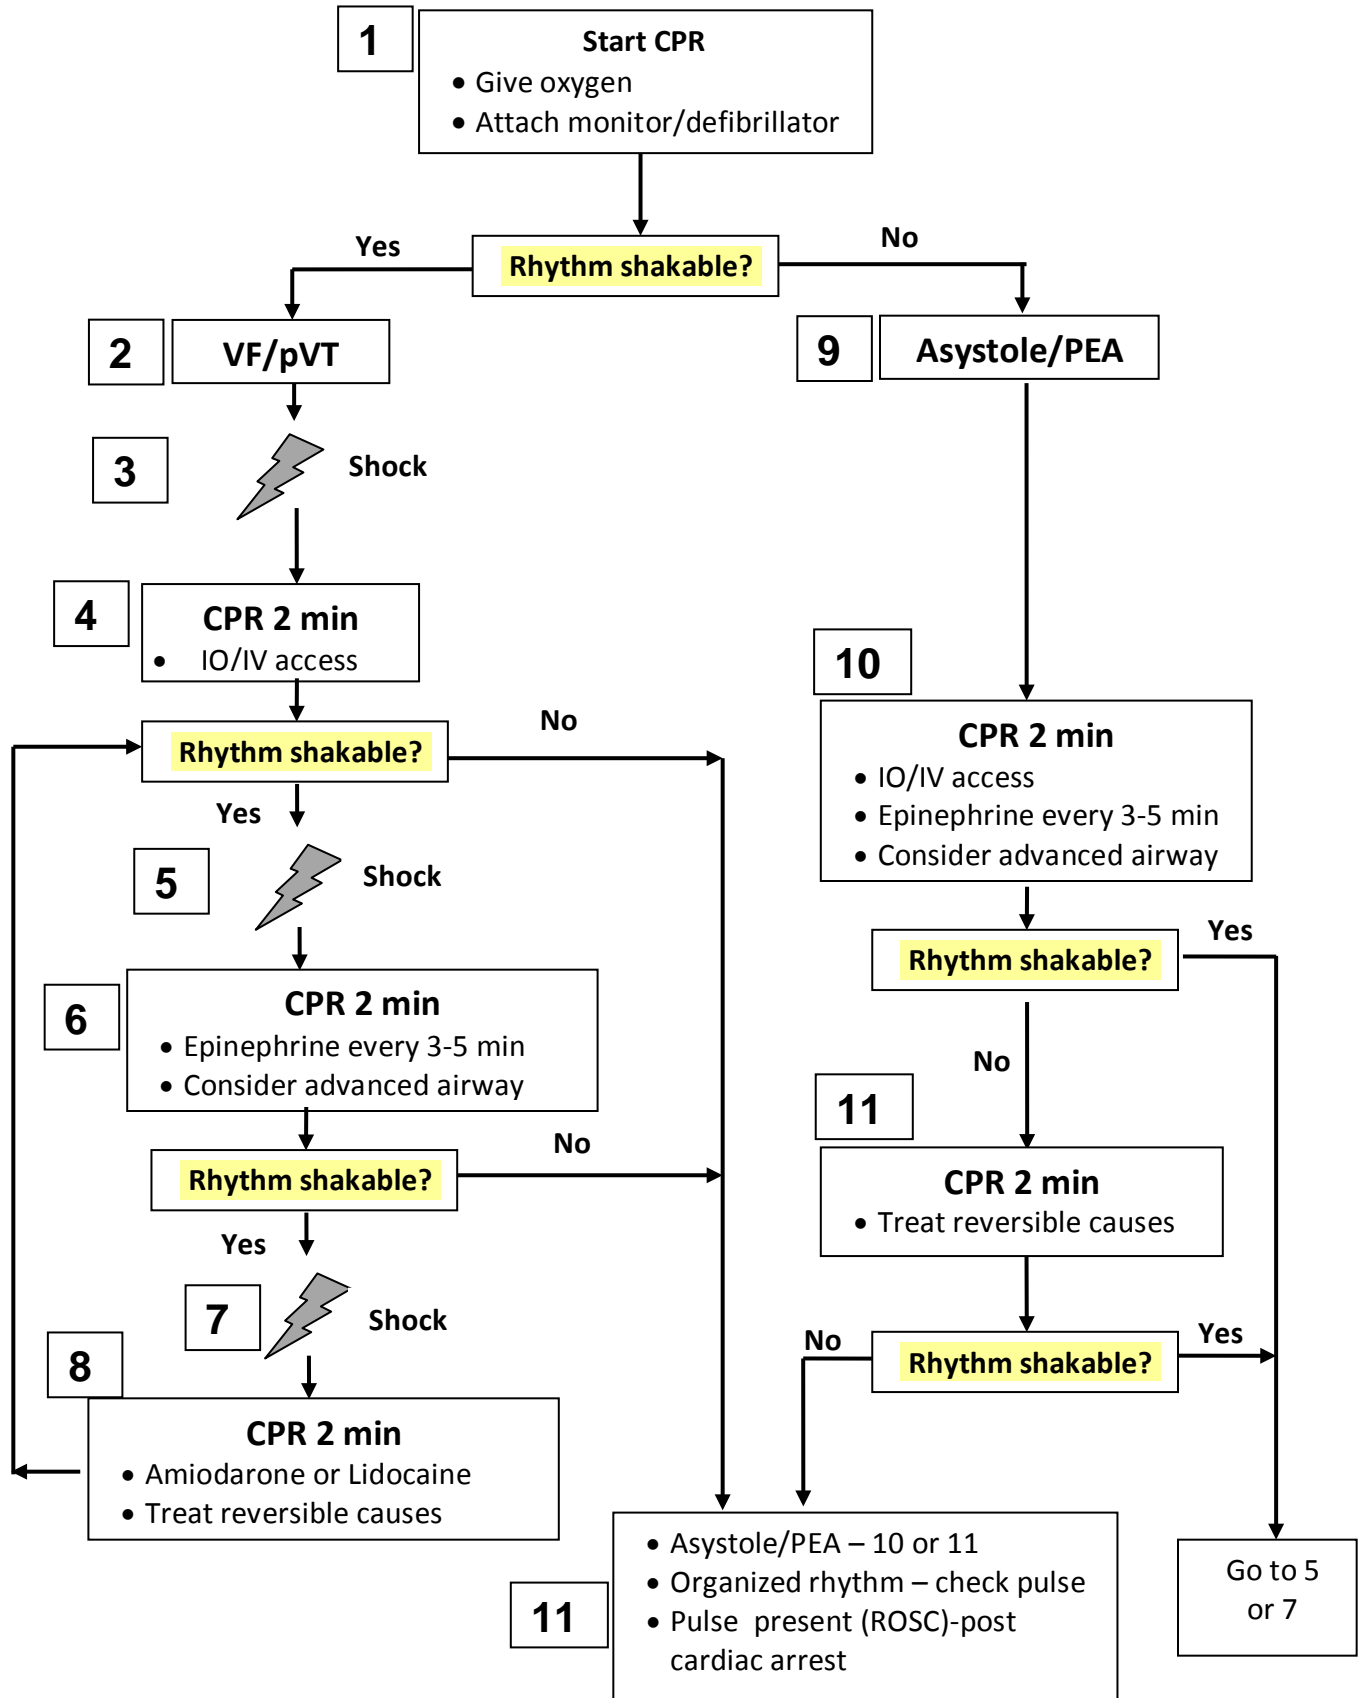 1
Start CPR
• Give oxygen
• Attach monitor/defibrillator
Yes
No
Rhythm shakable?
2
VF/pVT
9
Asystole/PEA
3
Shock
4
CPR 2 min
• IO/IV access
No
Rhythm shakable?
Yes
5
Shock
6
CPR 2 min
• Epinephrine every 3-5 min
• Consider advanced airway
No
Rhythm shakable?
Yes
7
Shock
8
CPR 2 min
• Amiodarone or Lidocaine
• Treat reversible causes
10
CPR 2 min
• IO/IV access
• Epinephrine every 3-5 min
• Consider advanced airway
Yes
Rhythm shakable?
No
11
CPR 2 min
• Treat reversible causes
No
Yes
Rhythm shakable?
11
• Asystole/PEA – 10 or 11
• Organized rhythm – check pulse
• Pulse present (ROSC)-post
cardiac arrest
Go to 5
or 7